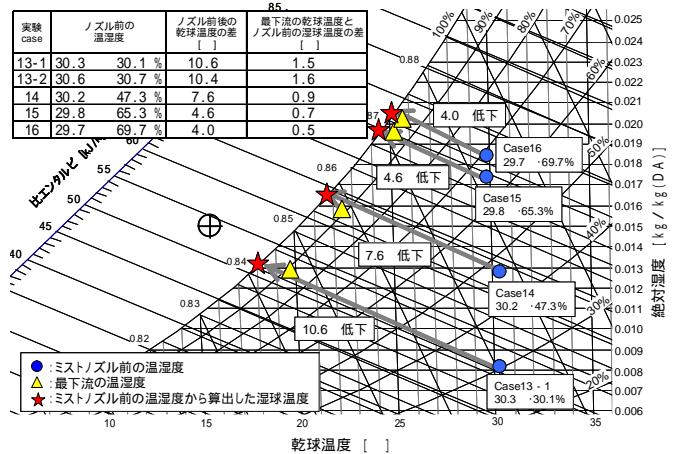 実験
case
ノズル前の
温湿度
ノズル前後の
乾球温度の差
[　]
最下流の乾球温度と
ノズル前の湿球温度の差
[　]
13-1 30.3 30.1 % 10.6 1.5
13-2 30.6 30.7 % 10.4 1.6
14 30.2 47.3 % 7.6 0.9
15 29.8 65.3 % 4.6 0.7
16 29.7 69.7 % 4.0 0.5
85.
100%
90%
80%
70%
60%
50%
40%
30%
20%
0.88
87
0.86
0.85
0.84
0.83
0.82
60
55
50
45
40
4.0 低下
Case16
29.7 ・69.7%
4.6 低下
Case15
29.8 ・65.3%
7.6 低下
Case14
30.2 ・47.3%
10.6 低下
Case13 - 1
30.3 ・30.1%
:ミストノズル前の温湿度
:最下流の温湿度
:ミストノズル前の温湿度から算出した湿球温度
0.025
0.024
0.023
0.022
0.021
0.020
0.019
0.018
0.017
0.016
0.015
0.014
0.013
0.012
0.011
0.010
0.009
0.008
0.007
0.006
絶対湿度 [kg/kg(DA)]
10
15
20
25
30
35
乾球温度 [　]